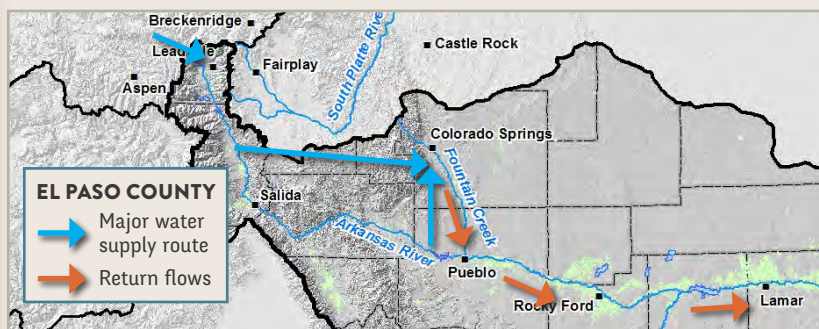 Breckenridge
Leadville
Fairplay
Aspen
South Platte River
Castle Rock
Colorado Springs
Fountain Creek
EL PASO COUNTY
Major water
supply route
Return flows
Salida
Arkansas River
Pueblo
Rocky Ford
Lamar